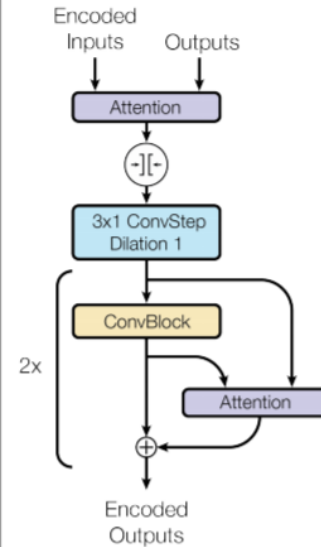 Encoded
Inputs
Outputs
Attention
3x1 ConvStep
Dilation 1
ConvBlock
2x
Attention
Encoded
Outputs